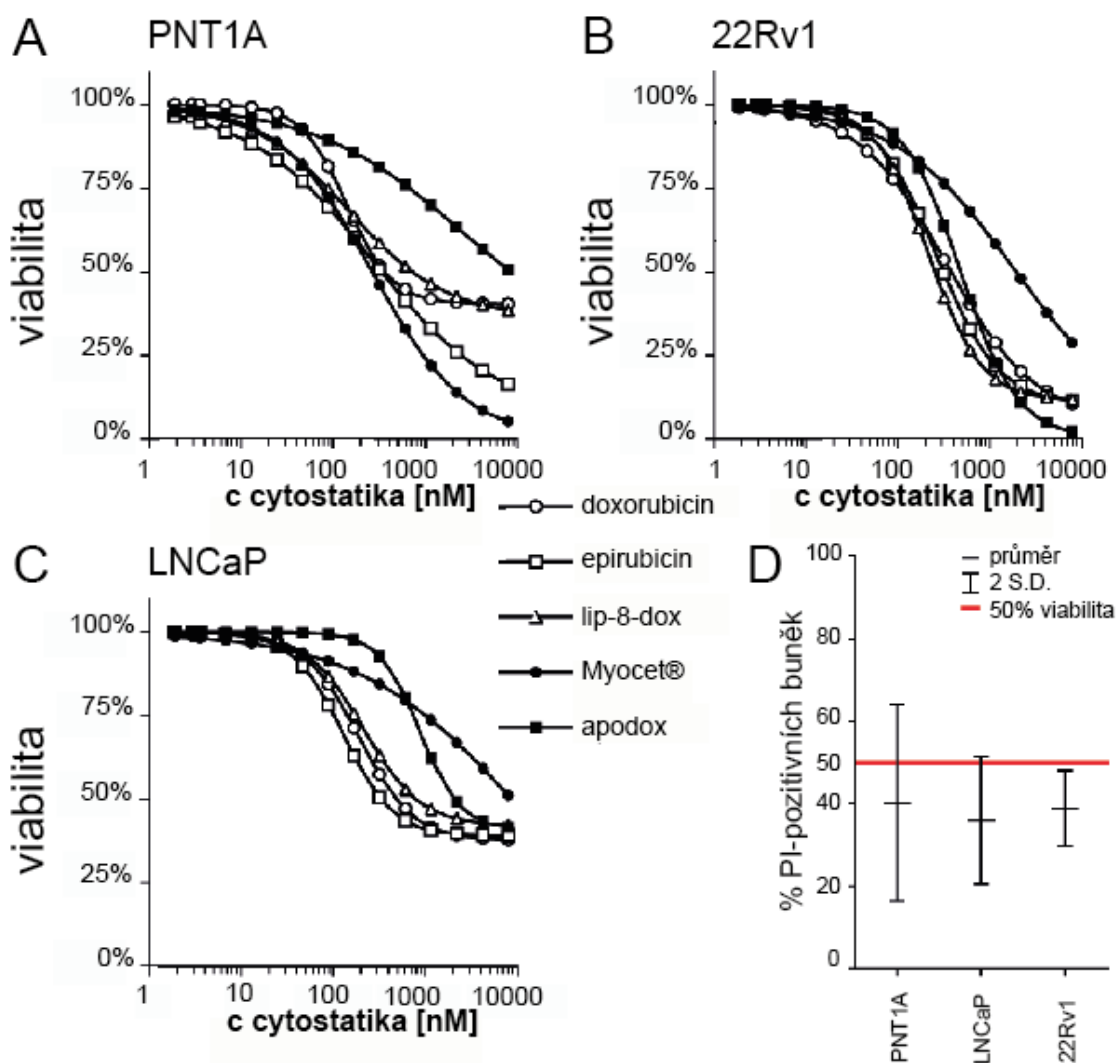 A PNT1A
viabilita
100%
75%
50%
25%
0%
1 10 100 1000 10000
c cytostatika [nM]
B 22Rv1
viabilita
100%
75%
50%
25%
0%
1 10 100 1000 10000
c cytostatika [nM]
doxorubicin
epirubicin
lip-8-dox
Myocet®
apodox
C LNCaP
viabilita
100%
75%
50%
25%
0%
1 10 100 1000 10000
c cytostatika [nM]
D
% PI-pozitivních buněk
100
80
60
50
40
20
0
průměr
2 S.D.
50% viabilita
PNT1A
LNCaP
22Rv1